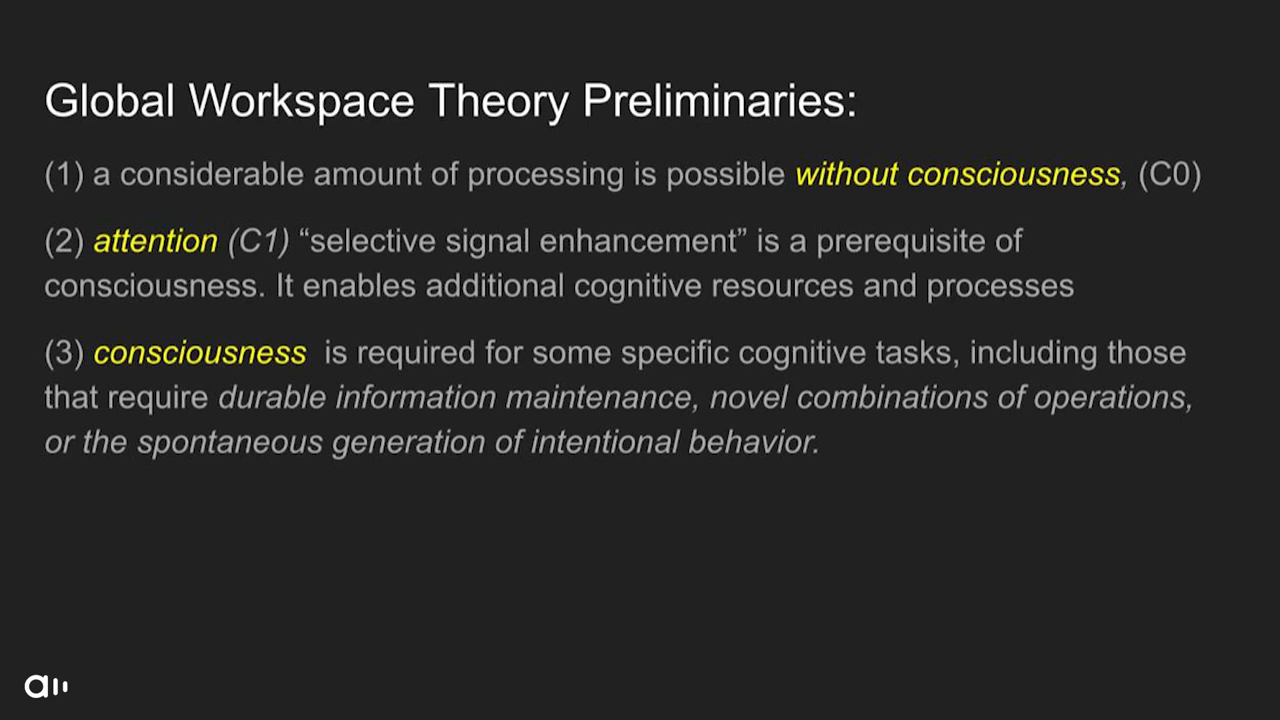 Global Workspace Theory Preliminaries:
(1) a considerable amount of processing is possible without consciousness, (C0)
(2) attention (C1) “selective signal enhancement” is a prerequisite of
consciousness. It enables additional cognitive resources and processes
(3) consciousness is required for some specific cognitive tasks, including those
that require durable information maintenance, novel combinations of operations,
or the spontaneous generation of intentional behavior.